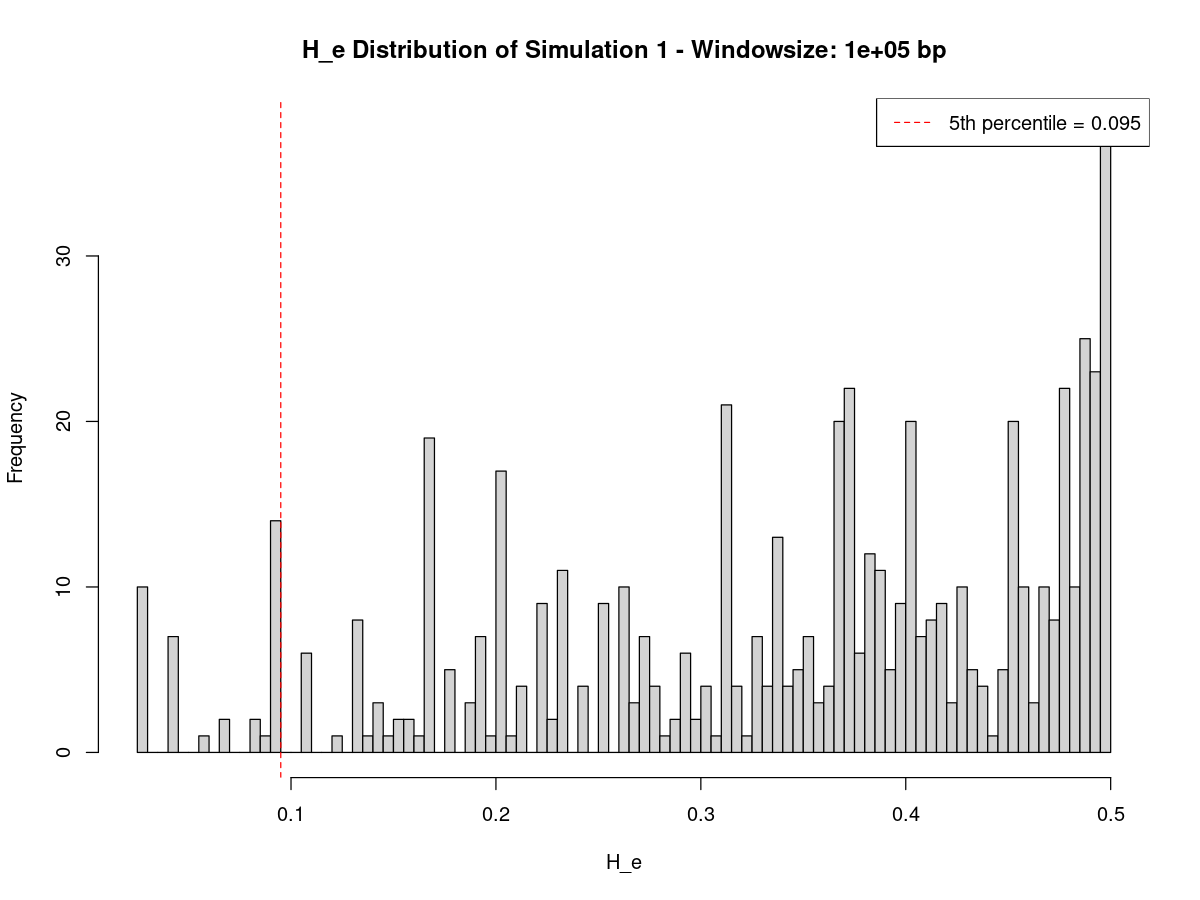 H_e Distribution of Simulation 1 - Windowsize: 1e+05 bp
5th percentile = 0.095
Frequency
30
20
10
0
0.1 0.2 0.3 0.4 0.5
H_e